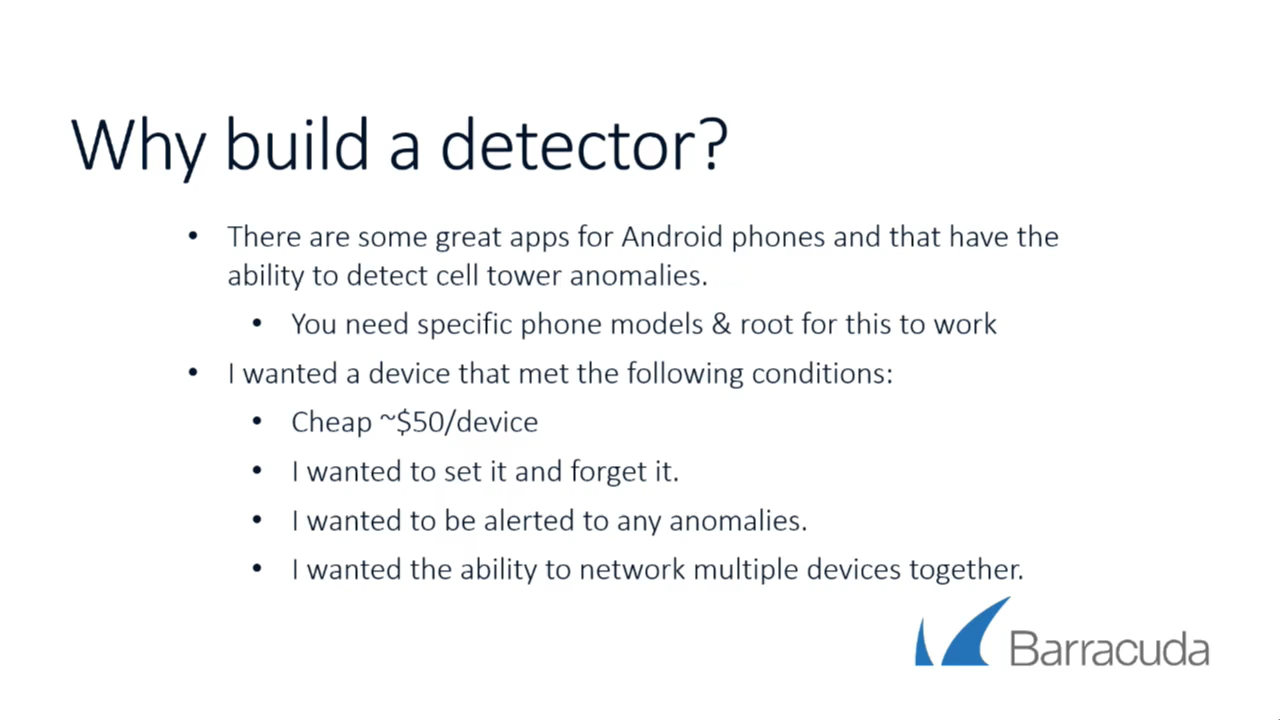 Why build a detector?
• There are some great apps for Android phones and that have the
ability to detect cell tower anomalies.
• You need specific phone models & root for this to work
• I wanted a device that met the following conditions:
• Cheap ~$50/device
• I wanted to set it and forget it.
• I wanted to be alerted to any anomalies.
• I wanted the ability to network multiple devices together.
Barracuda